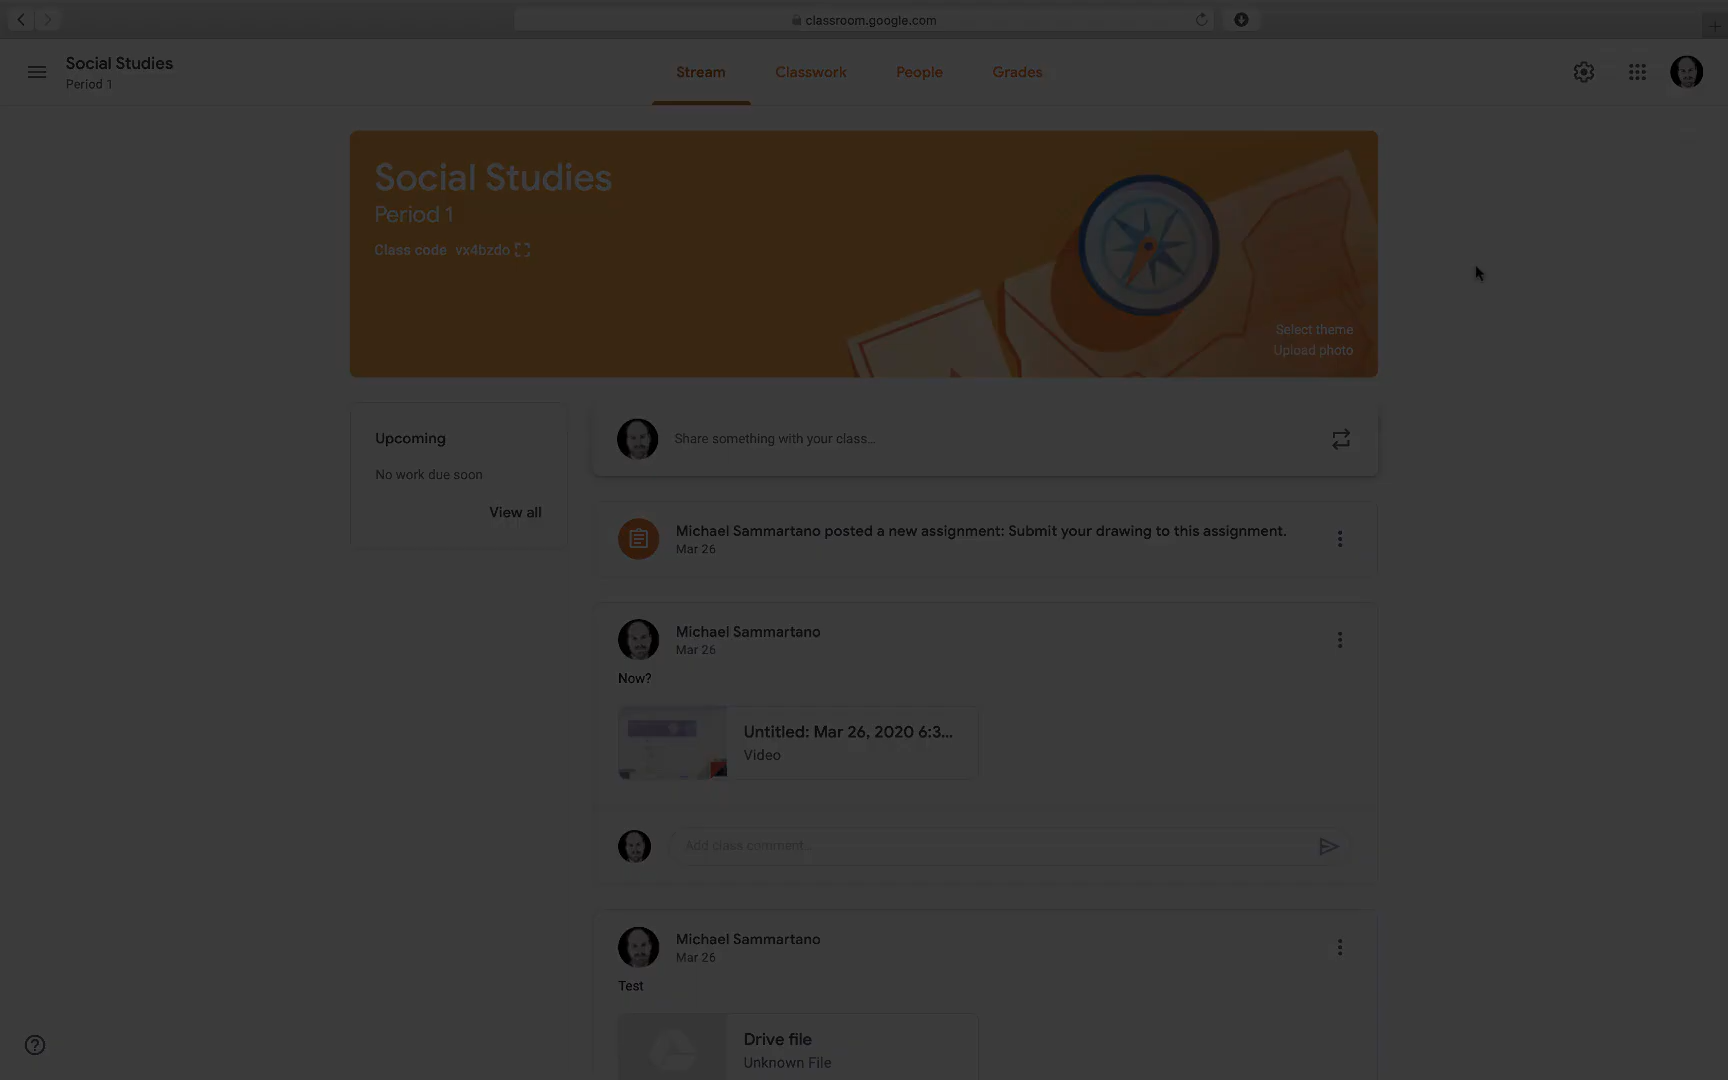 classroom.google.com
Social Studies
Period 1
Stream
Classwork
People
Grades
Social Studies
Period 1
Class code vx4bzdo
Select theme
Upload photo
Upcoming
No work due soon
View all
Share something with your class...
Michael Sammartano posted a new assignment: Submit your drawing to this assignment.
Mar 26
Michael Sammartano
Mar 26
Now?
Untitled: Mar 26, 2020 6:3...
Video
Add class comment...
Michael Sammartano
Mar 26
Test
Drive file
Unknown File